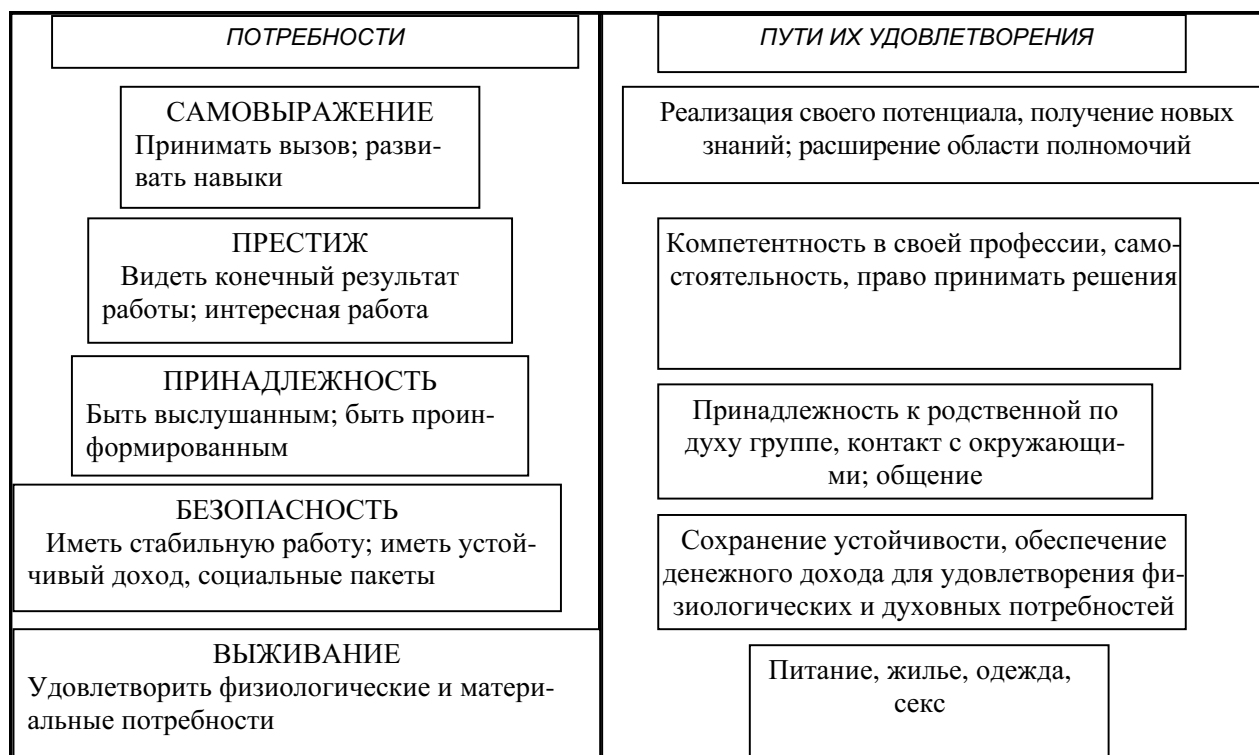 ПОТРЕБНОСТИ
ПУТИ ИХ УДОВЛЕТВОРЕНИЯ
САМОВЫРАЖЕНИЕ
Принимать вызов; разви-
вать навыки
Реализация своего потенциала, получение новых
знаний; расширение области полномочий
ПРЕСТИЖ
Видеть конечный результат
работы; интересная работа
Компетентность в своей профессии, само-
стоятельность, право принимать решения
ПРИНАДЛЕЖНОСТЬ
Быть выслушанным; быть проин-
формированным
Принадлежность к родственной по
духу группе, контакт с окружающи-
ми; общение
БЕЗОПАСНОСТЬ
Иметь стабильную работу; иметь устой-
чивый доход, социальные пакеты
Сохранение устойчивости, обеспечение
денежного дохода для удовлетворения фи-
зиологических и духовных потребностей
ВЫЖИВАНИЕ
Удовлетворить физиологические и матери-
альные потребности
Питание, жилье, одежда,
секс